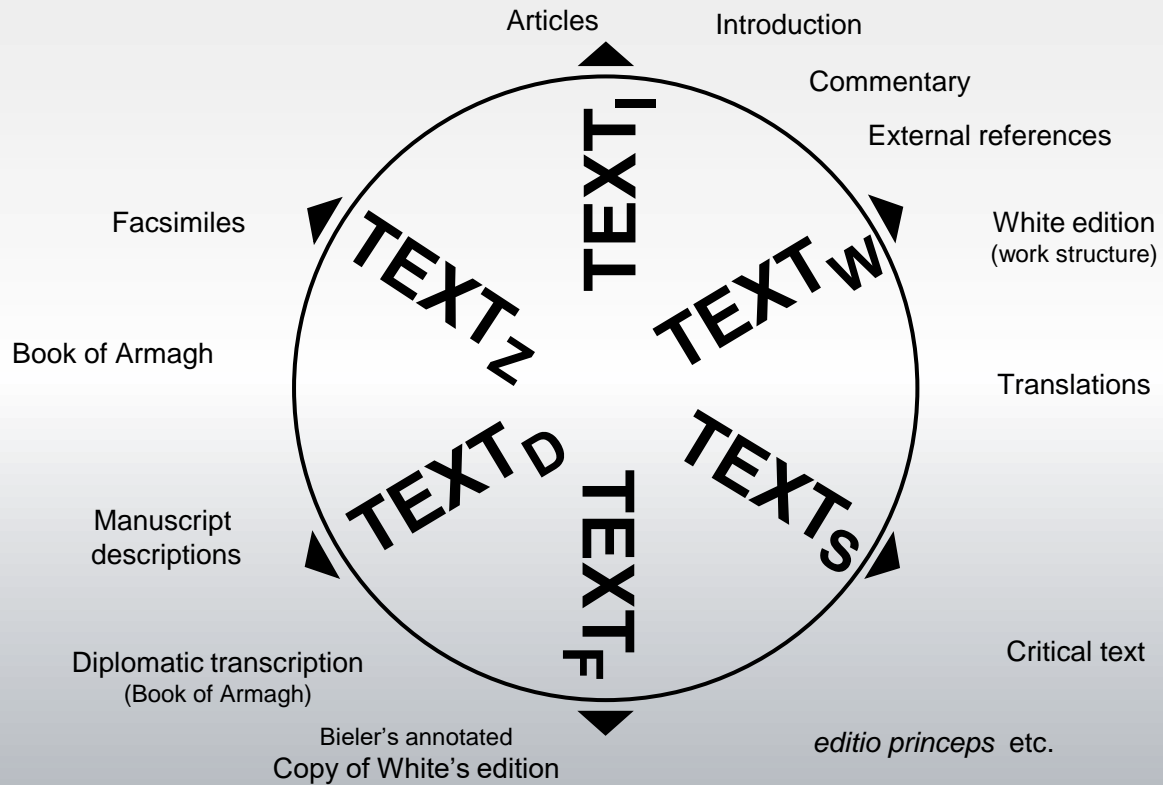 Articles
Introduction
Commentary
External references
White edition
(work structure)
Translations
Critical text
editio princeps etc.
Bieler’s annotated
Copy of White’s edition
Diplomatic transcription
(Book of Armagh)
Manuscript
descriptions
Book of Armagh
Facsimiles
TEXTI
TEXTW
TEXTS
TEXTF
TEXTD
TEXTZ